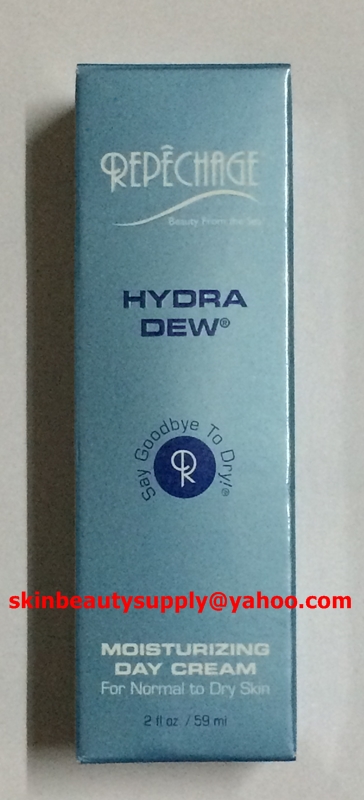 REPÊCHAGE
Beauty From the Sea
HYDRA
DEW®
Say Goodbye To Dry!®
R
skinbeautysupply@yahoo.com
MOISTURIZING
DAY CREAM
For Normal to Dry Skin
2 fl oz / 59 ml